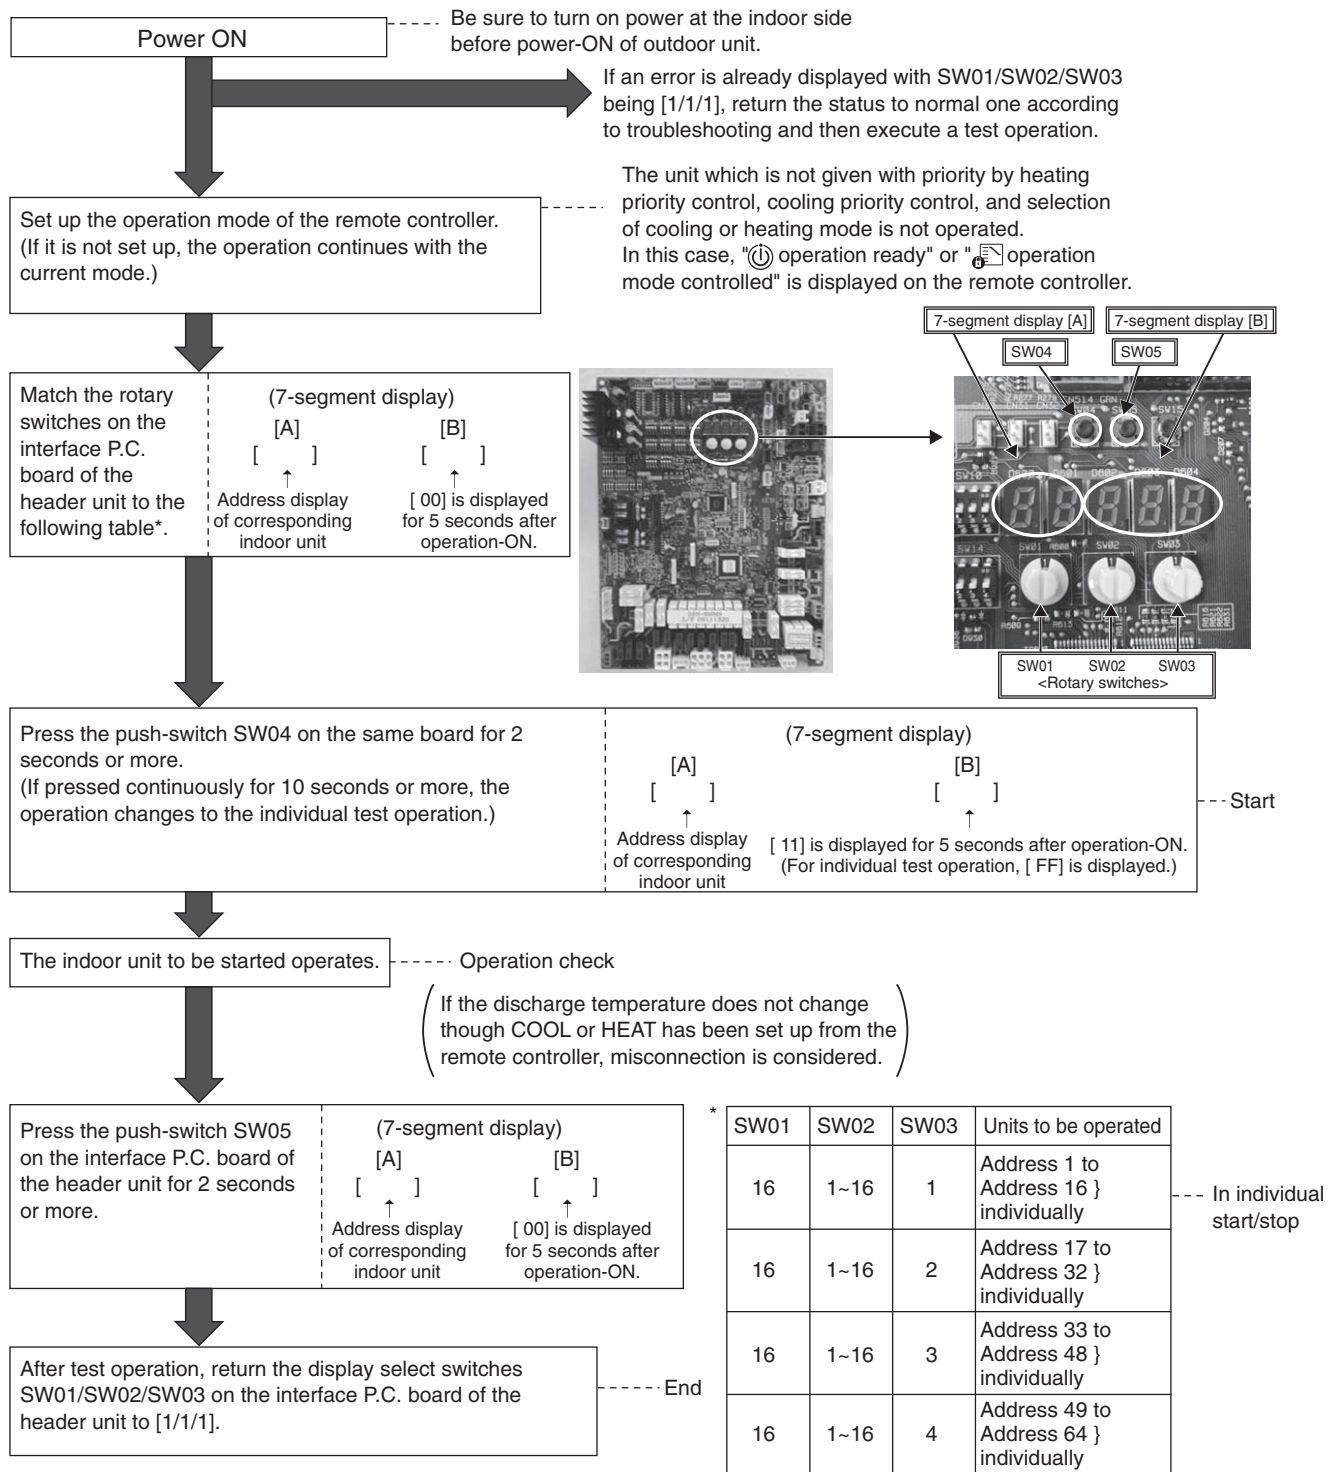 Power ON
Be sure to turn on power at the indoor side
before power-ON of outdoor unit.
If an error is already displayed with SW01/SW02/SW03
being [1/1/1], return the status to normal one according
to troubleshooting and then execute a test operation.
Set up the operation mode of the remote controller.
(If it is not set up, the operation continues with the
current mode.)
The unit which is not given with priority by heating
priority control, cooling priority control, and selection
of cooling or heating mode is not operated.
In this case, " operation ready" or " operation
mode controlled" is displayed on the remote controller.
Match the rotary
switches on the
interface P.C.
board of the
header unit to the
following table*.
(7-segment display)
[A] [B]
[ ] [ ]
↑ ↑
Address display
of corresponding
indoor unit
[ 00] is displayed
for 5 seconds after
operation-ON.
7-segment display [A]
7-segment display [B]
SW04
SW05
SW10
SW14
SW01 SW02 SW03
SW01 SW02 SW03
<Rotary switches>
Press the push-switch SW04 on the same board for 2
seconds or more.
(If pressed continuously for 10 seconds or more, the
operation changes to the individual test operation.)
(7-segment display)
[A] [B]
[ ] [ ]
↑ ↑
Address display
of corresponding
indoor unit
[ 11] is displayed for 5 seconds after operation-ON.
(For individual test operation, [ FF] is displayed.)
Start
The indoor unit to be started operates.
Operation check
If the discharge temperature does not change
though COOL or HEAT has been set up from the
remote controller, misconnection is considered.
Press the push-switch SW05
on the interface P.C. board of
the header unit for 2 seconds
or more.
(7-segment display)
[A] [B]
[ ] [ ]
↑ ↑
Address display
of corresponding
indoor unit
[ 00] is displayed
for 5 seconds after
operation-ON.
After test operation, return the display select switches
SW01/SW02/SW03 on the interface P.C. board of the
header unit to [1/1/1].
End
*
SW01 SW02 SW03 Units to be operated
16 1~16 1 Address 1 to
Address 16 }
individually
16 1~16 2 Address 17 to
Address 32 }
individually
16 1~16 3 Address 33 to
Address 48 }
individually
16 1~16 4 Address 49 to
Address 64 }
individually
In individual
start/stop